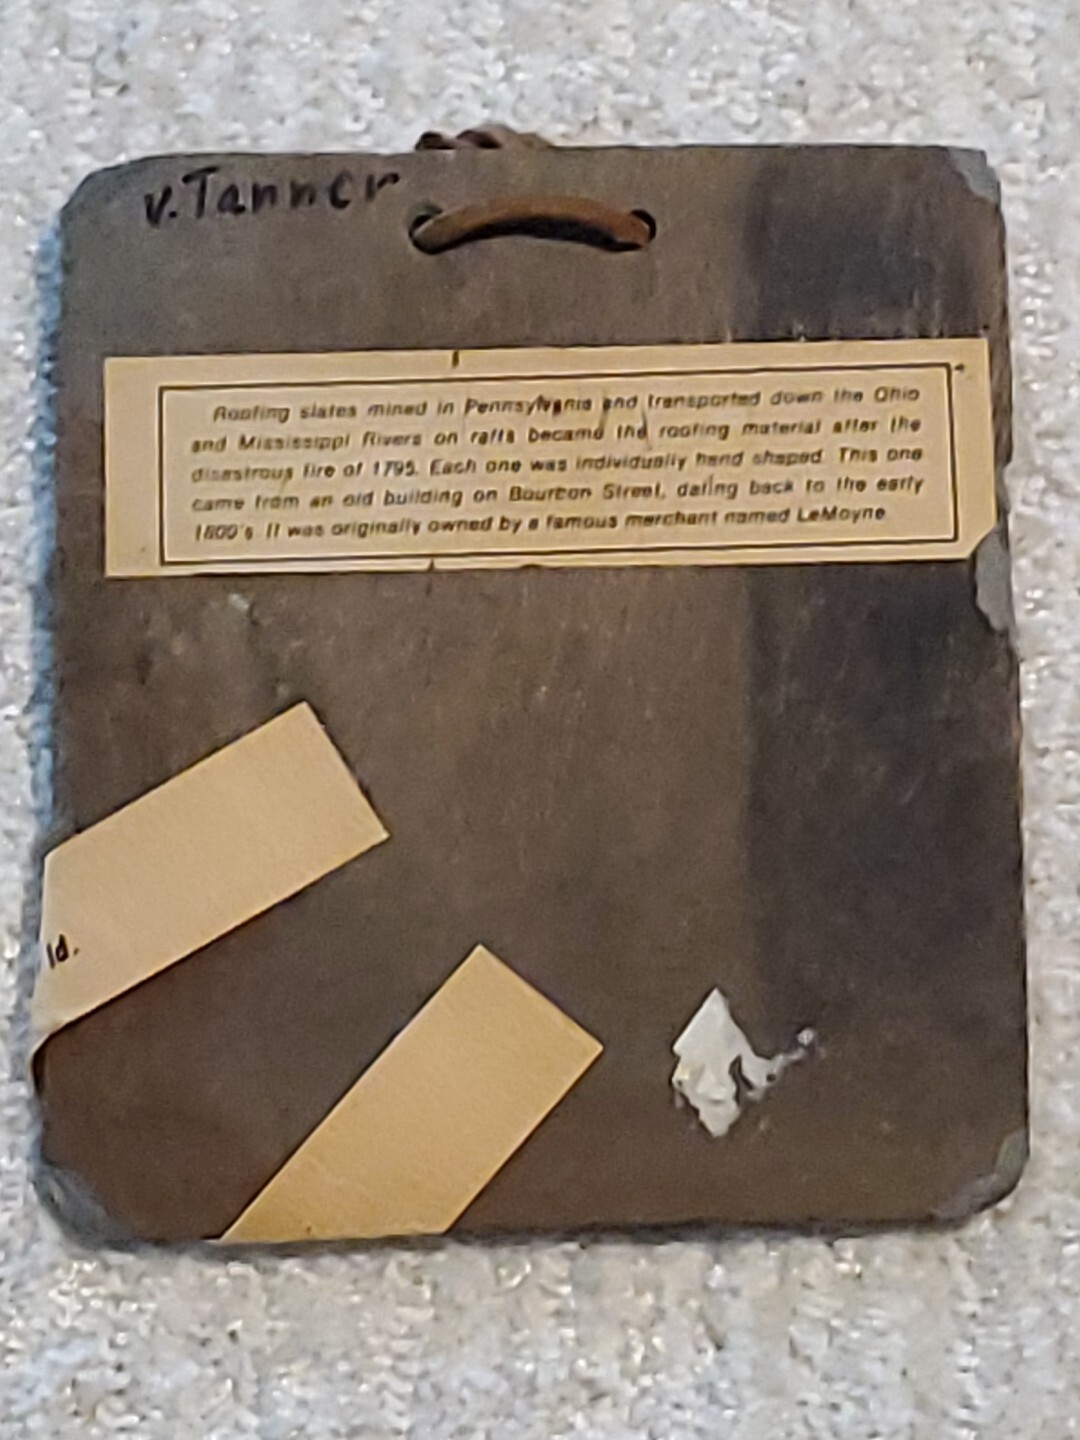 v. Tanner
Roofing slates mined in Pennsylvania and transported down the Ohio
and Mississippi Rivers on rafts became the roofing material after the
disastrous fire of 1795. Each one was individually hand shaped. This one
came from an old building on Bourbon Street, dating back to the early
1800's. It was originally owned by a famous merchant named LeMoyne.
ld.